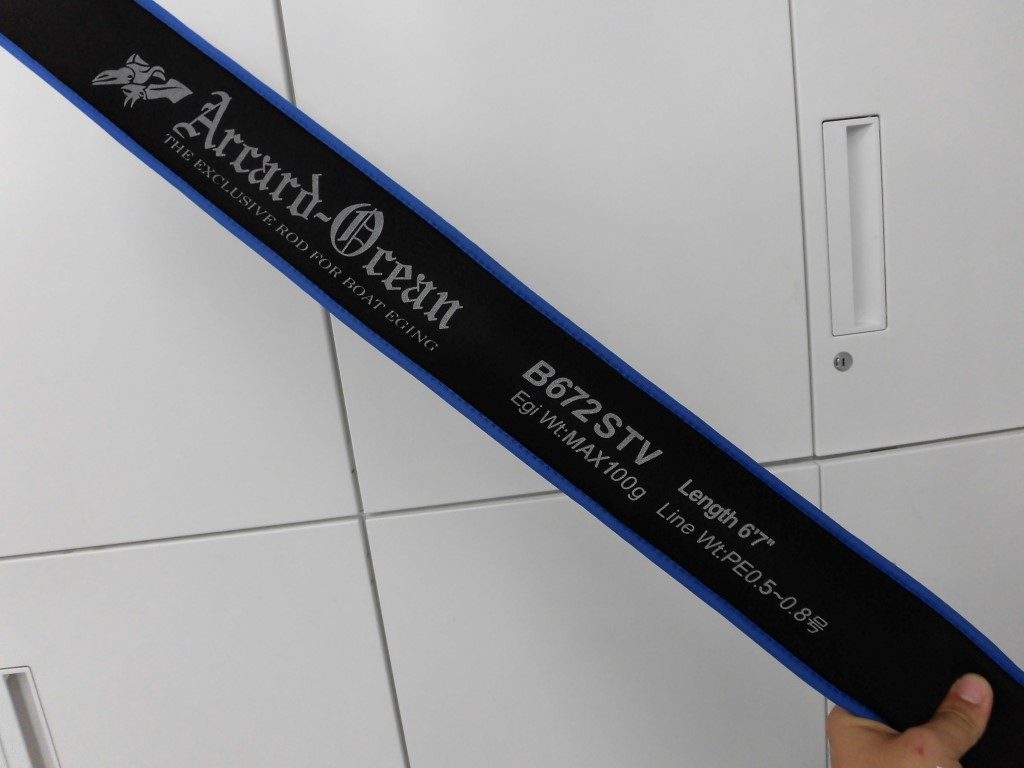 Arcard-Ocean
THE EXCLUSIVE ROD FOR BOAT EGING
B672STV Length 6'7"
Egi Wt:MAX100g Line Wt:PE0.5~0.8号